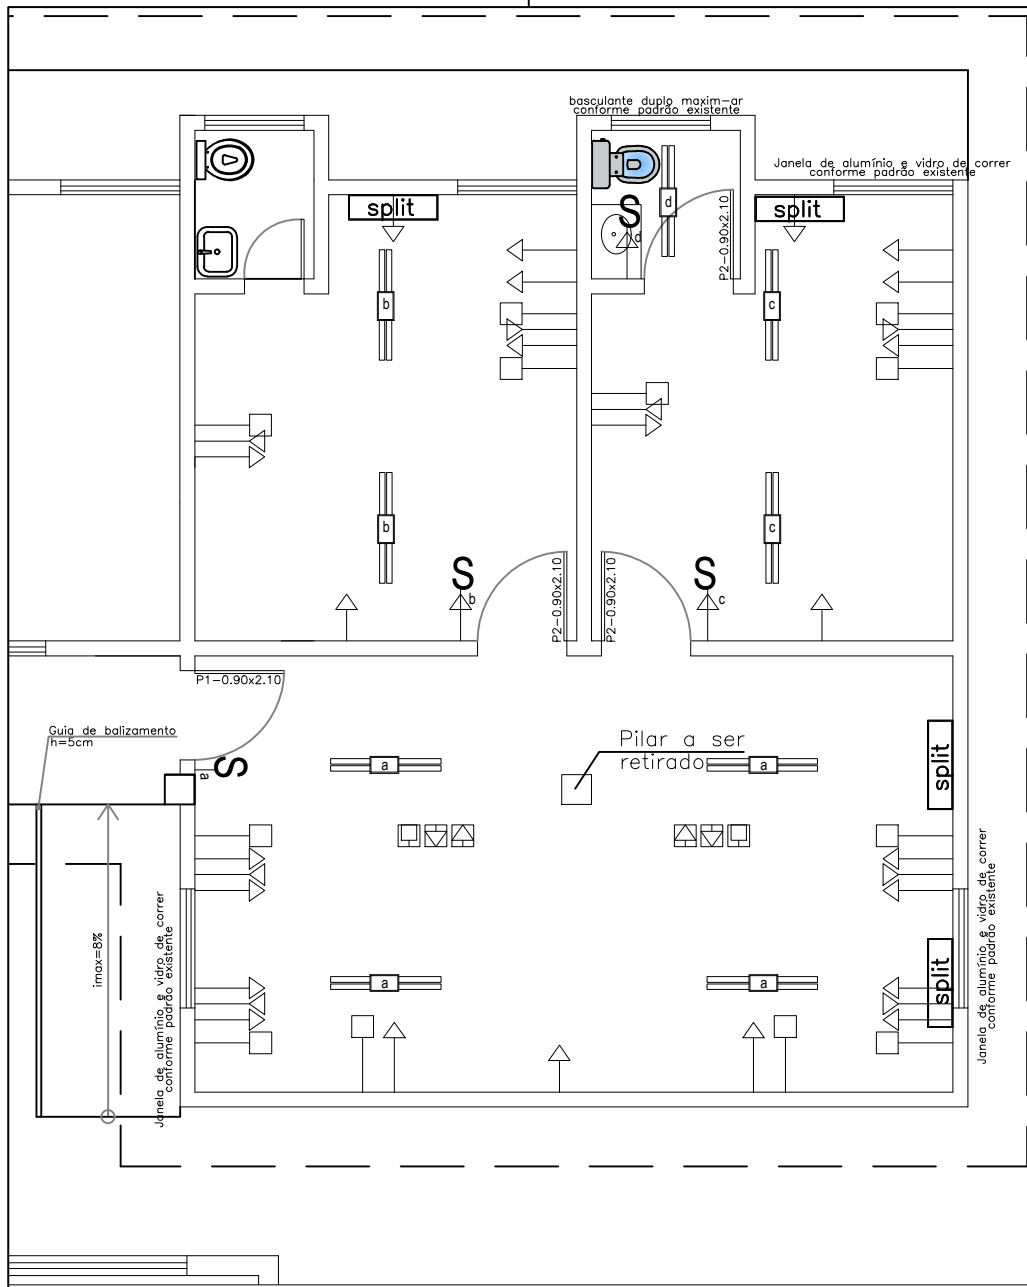 basculante duplo maxim-ar
conforme padrão existente
Janela de alumínio e vidro de correr
conforme padrão existente
split
split
S
d
d
P2-0.90x2.10
b
c
b
c
S
b
S
c
P2-0.90x2.10
P2-0.90x2.10
P1-0.90x2.10
Guia de balizamento
h=5cm
Pilar a ser
retirado
S
a
a
a
split
imax=8%
Janela de alumínio e vidro de correr
conforme padrão existente
Janela de alumínio e vidro de correr
conforme padrão existente
a
a
split